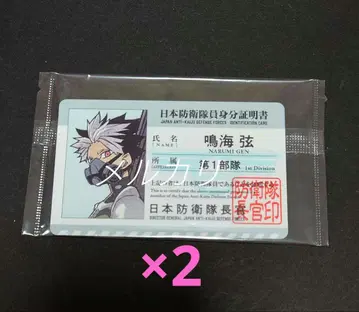 日本防衛隊員身分証明書
JAPAN ANTI-KAIJU DEFENSE FORCE IDENTIFICATION CARD
氏名 鳴海 弦
(NAME) NARUMI GEN
所属 第1部隊 1st Division
メルカリ
日本防衛隊長官
防衛隊
長官印
×2